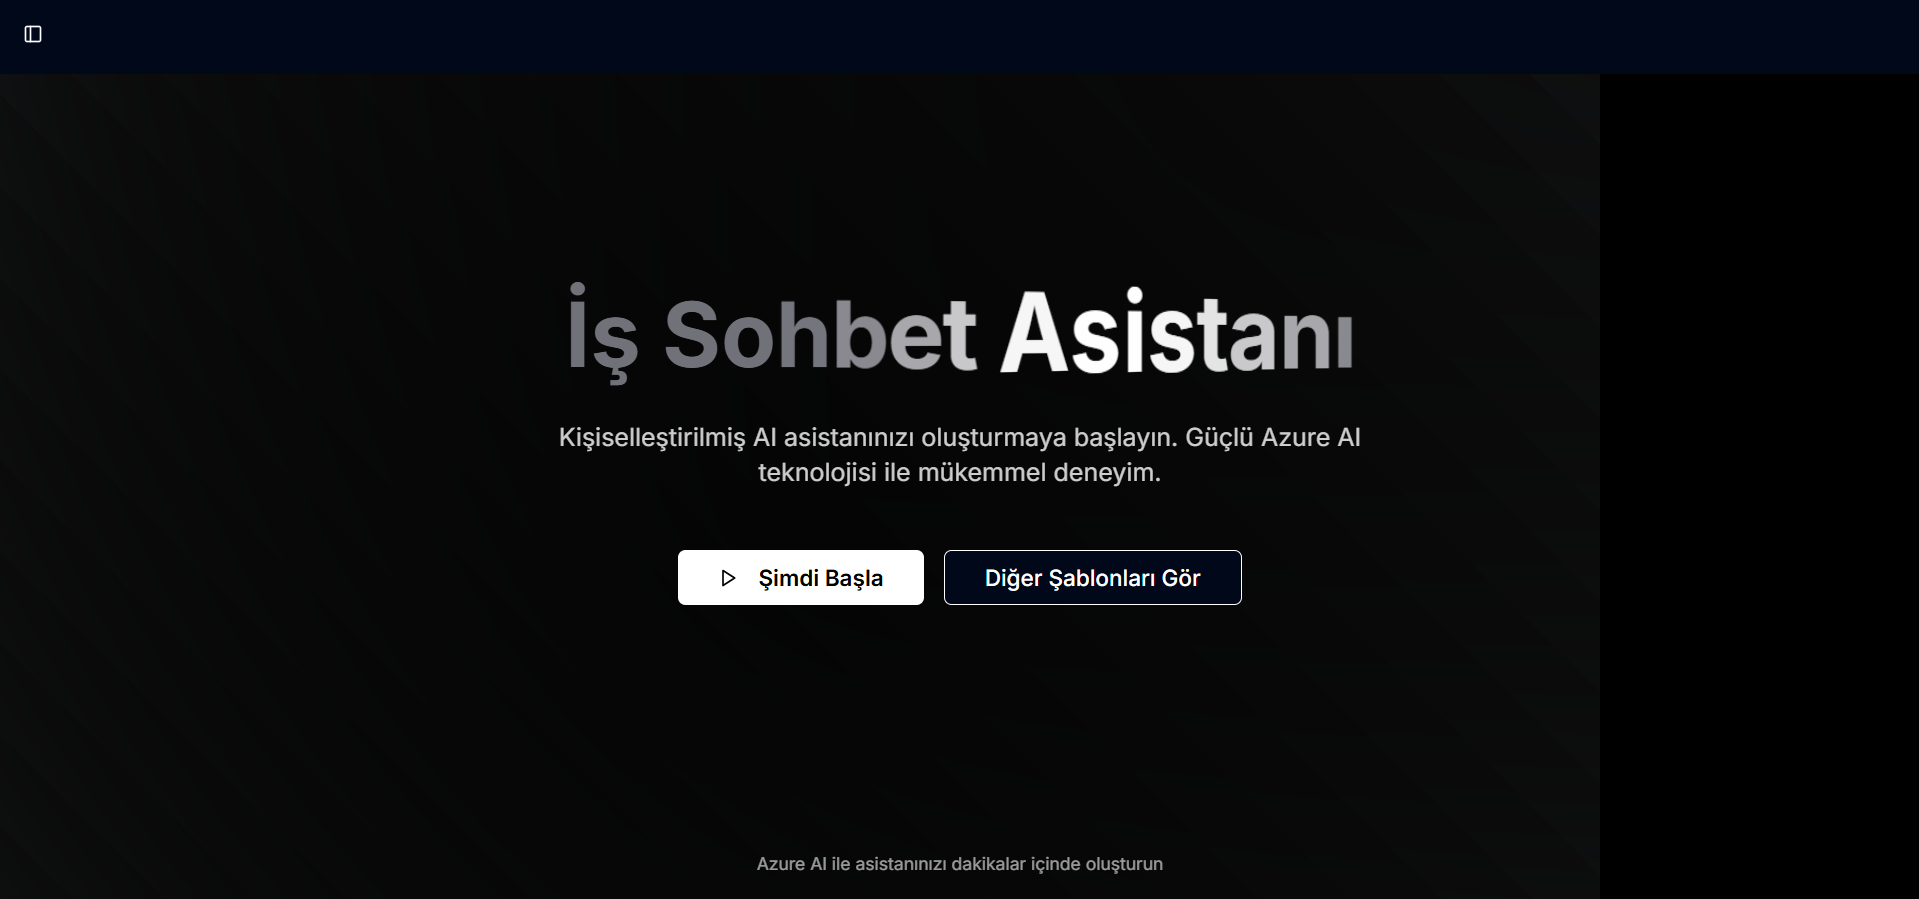 İş Sohbet Asistanı
Kişiselleştirilmiş AI asistanınızı oluşturmaya başlayın. Güçlü Azure AI
teknolojisi ile mükemmel deneyim.
Şimdi Başla
Diğer Şablonları Gör
Azure AI ile asistanınızı dakikalar içinde oluşturun